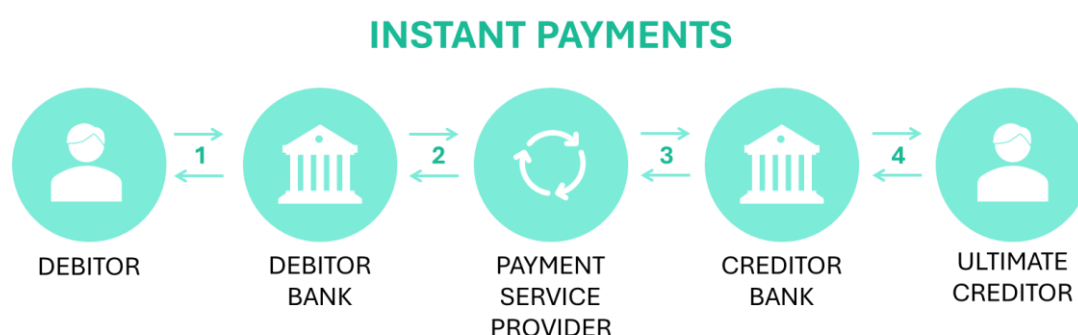 INSTANT PAYMENTS
1
2
3
4
DEBITOR
DEBITOR
BANK
PAYMENT
SERVICE
PROVIDER
CREDITOR
BANK
ULTIMATE
CREDITOR